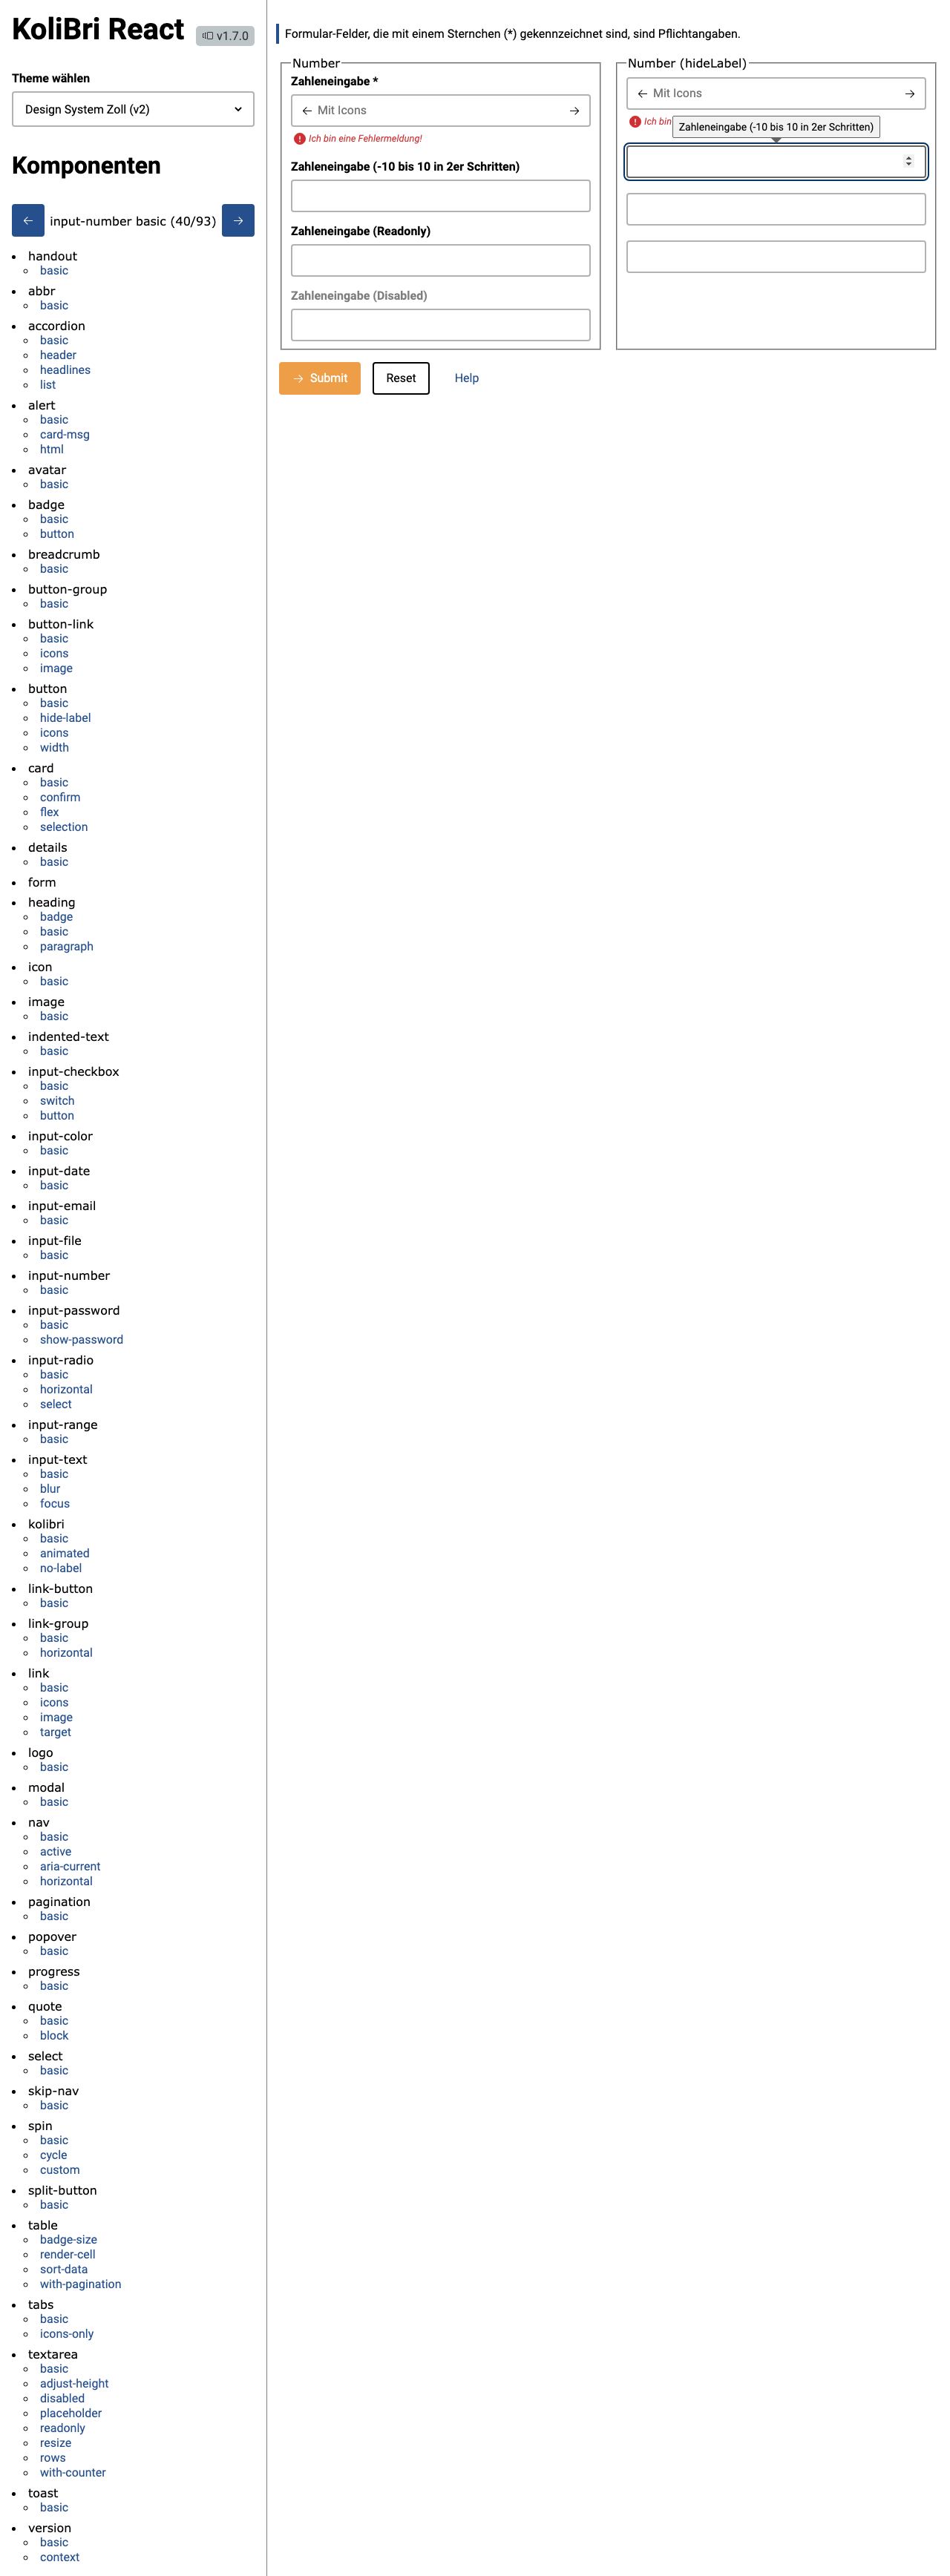 KoliBri React
v1.7.0
Theme wählen
Design System Zoll (v2)
Komponenten
← input-number basic (40/93) →
handout
basic
abbr
basic
accordion
basic
header
headlines
list
alert
basic
card-msg
html
avatar
basic
badge
basic
button
breadcrumb
basic
button-group
basic
button-link
basic
icons
image
button
basic
hide-label
icons
width
card
basic
confirm
flex
selection
details
basic
form
heading
badge
basic
paragraph
icon
basic
image
basic
indented-text
basic
input-checkbox
basic
switch
button
input-color
basic
input-date
basic
input-email
basic
input-file
basic
input-number
basic
input-password
basic
show-password
input-radio
basic
horizontal
select
input-range
basic
input-text
basic
blur
focus
kolibri
basic
animated
no-label
link-button
basic
link-group
basic
horizontal
link
basic
icons
image
target
logo
basic
modal
basic
nav
basic
active
aria-current
horizontal
pagination
basic
popover
basic
progress
basic
quote
basic
block
select
basic
skip-nav
basic
spin
basic
cycle
custom
split-button
basic
table
badge-size
render-cell
sort-data
with-pagination
tabs
basic
icons-only
textarea
basic
adjust-height
disabled
placeholder
readonly
resize
rows
with-counter
toast
basic
version
basic
context
Formular-Felder, die mit einem Sternchen (*) gekennzeichnet sind, sind Pflichtangaben.
Number
Zahleneingabe *
← Mit Icons →
Ich bin eine Fehlermeldung!
Zahleneingabe (-10 bis 10 in 2er Schritten)
Zahleneingabe (Readonly)
Zahleneingabe (Disabled)
Number (hideLabel)
← Mit Icons →
Ich bin
Zahleneingabe (-10 bis 10 in 2er Schritten)
→ Submit
Reset
Help